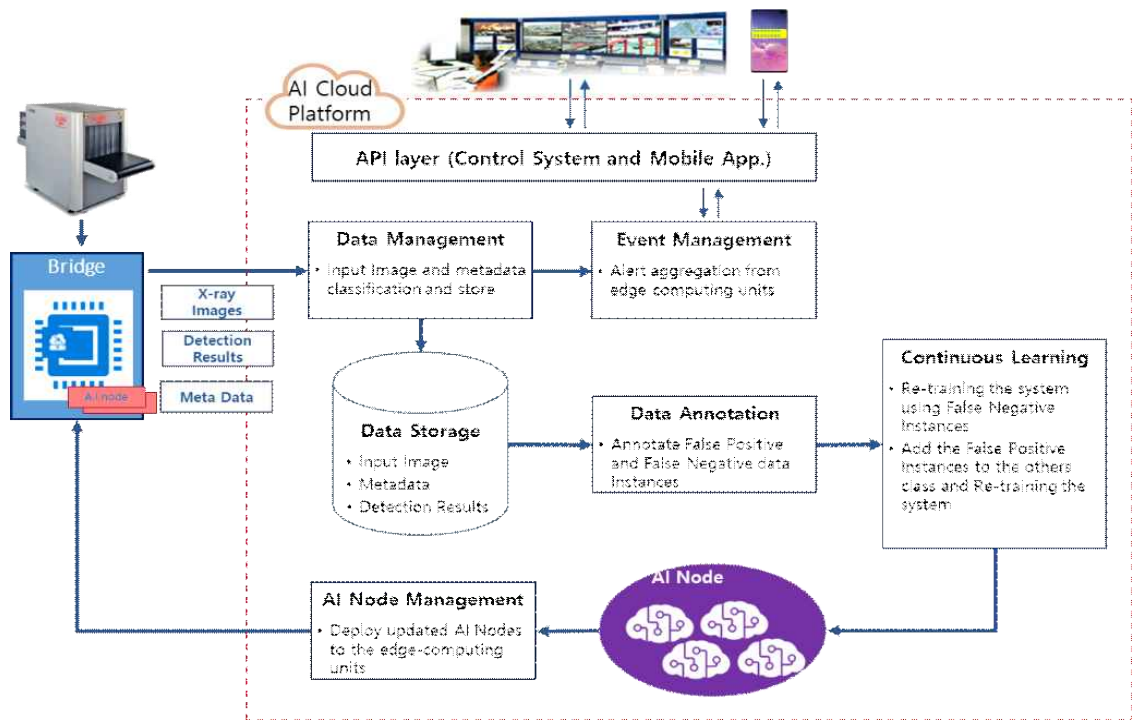 AI Cloud
Platform
API layer (Control System and Mobile App.)
Bridge
A.I node
X-ray
Images
Detection
Results
Meta Data
Data Management
• Input Image and metadata
classification and store
Event Management
• Alert aggregation from
edge computing units
Data Storage
• Input Image
• Metadata
• Detection Results
Data Annotation
• Annotate False Positive
and False Negative data
Instances
Continuous Learning
• Re-training the system
using False Negative
Instances
• Add the False Positive
Instances to the others
class and Re-training the
system
AI Node
AI Node Management
• Deploy updated AI Nodes
to the edge-computing
units